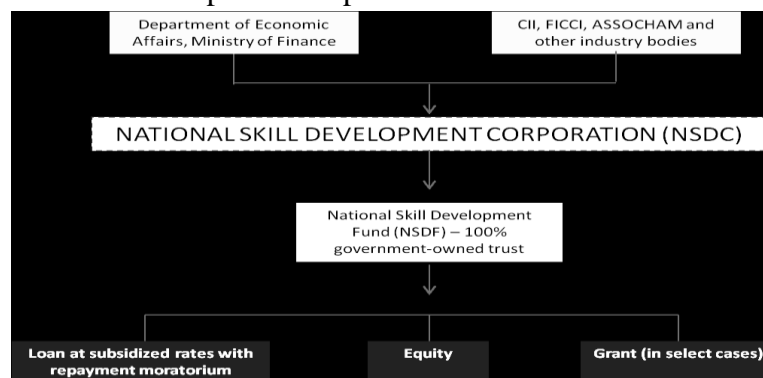 Department of Economic
Affairs, Ministry of Finance
CII, FICCI, ASSOCHAM and
other industry bodies
NATIONAL SKILL DEVELOPMENT CORPORATION (NSDC)
National Skill Development
Fund (NSDF) – 100%
government-owned trust
Loan at subsidized rates with
repayment moratorium
Equity
Grant (in select cases)